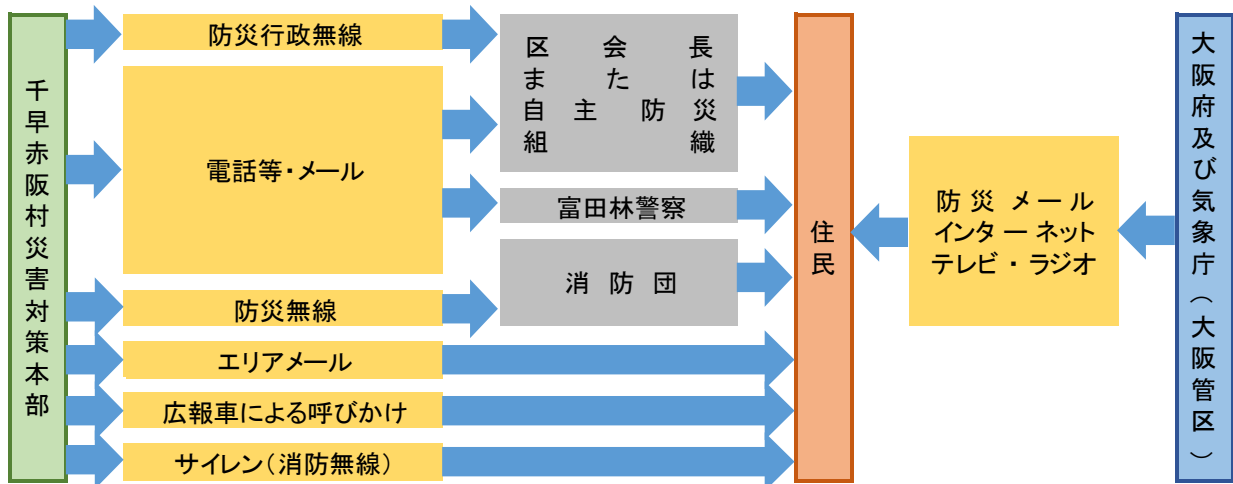 千早赤阪村災害対策本部
防災行政無線
電話等・メール
防災無線
エリアメール
広報車による呼びかけ
サイレン（消防無線）
区会長
または
自主防災
組織
富田林警察
消防団
住民
防災メール
インターネット
テレビ・ラジオ
大阪府及び気象庁（大阪管区）